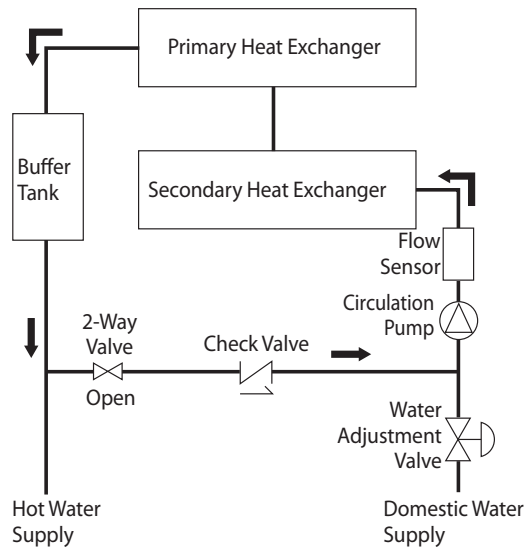 Primary Heat Exchanger
Buffer
Tank
Secondary Heat Exchanger
Flow
Sensor
Circulation
Pump
2-Way
Valve
Open
Check Valve
Water
Adjustment
Valve
Hot Water
Supply
Domestic Water
Supply